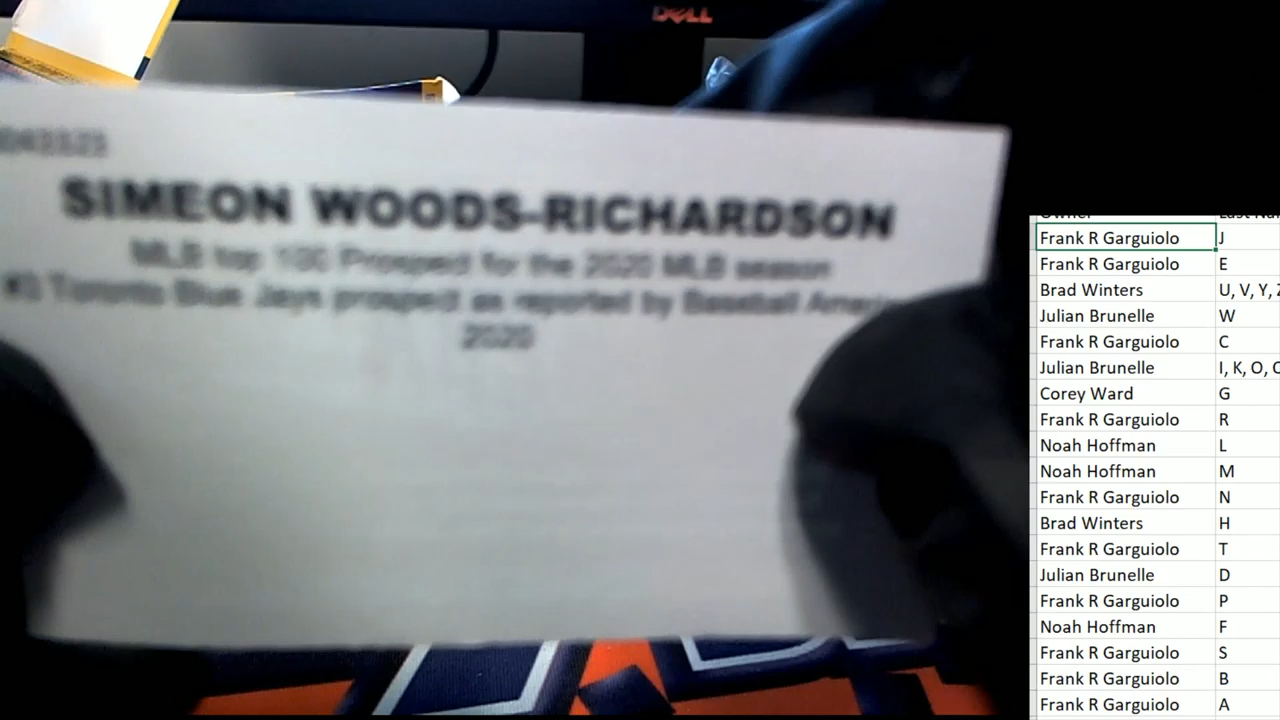 DELL
SIMEON WOODS-RICHARDSON
MLB top 100 Prospect for the 2020 MLB season
#3 Toronto Blue Jays prospect as reported by Baseball
2020
Owner
Frank R Garguiolo J
Frank R Garguiolo E
Brad Winters U, V, Y,
Julian Brunelle W
Frank R Garguiolo C
Julian Brunelle I, K, O,
Corey Ward G
Frank R Garguiolo R
Noah Hoffman L
Noah Hoffman M
Frank R Garguiolo N
Brad Winters H
Frank R Garguiolo T
Julian Brunelle D
Frank R Garguiolo P
Noah Hoffman F
Frank R Garguiolo S
Frank R Garguiolo B
Frank R Garguiolo A